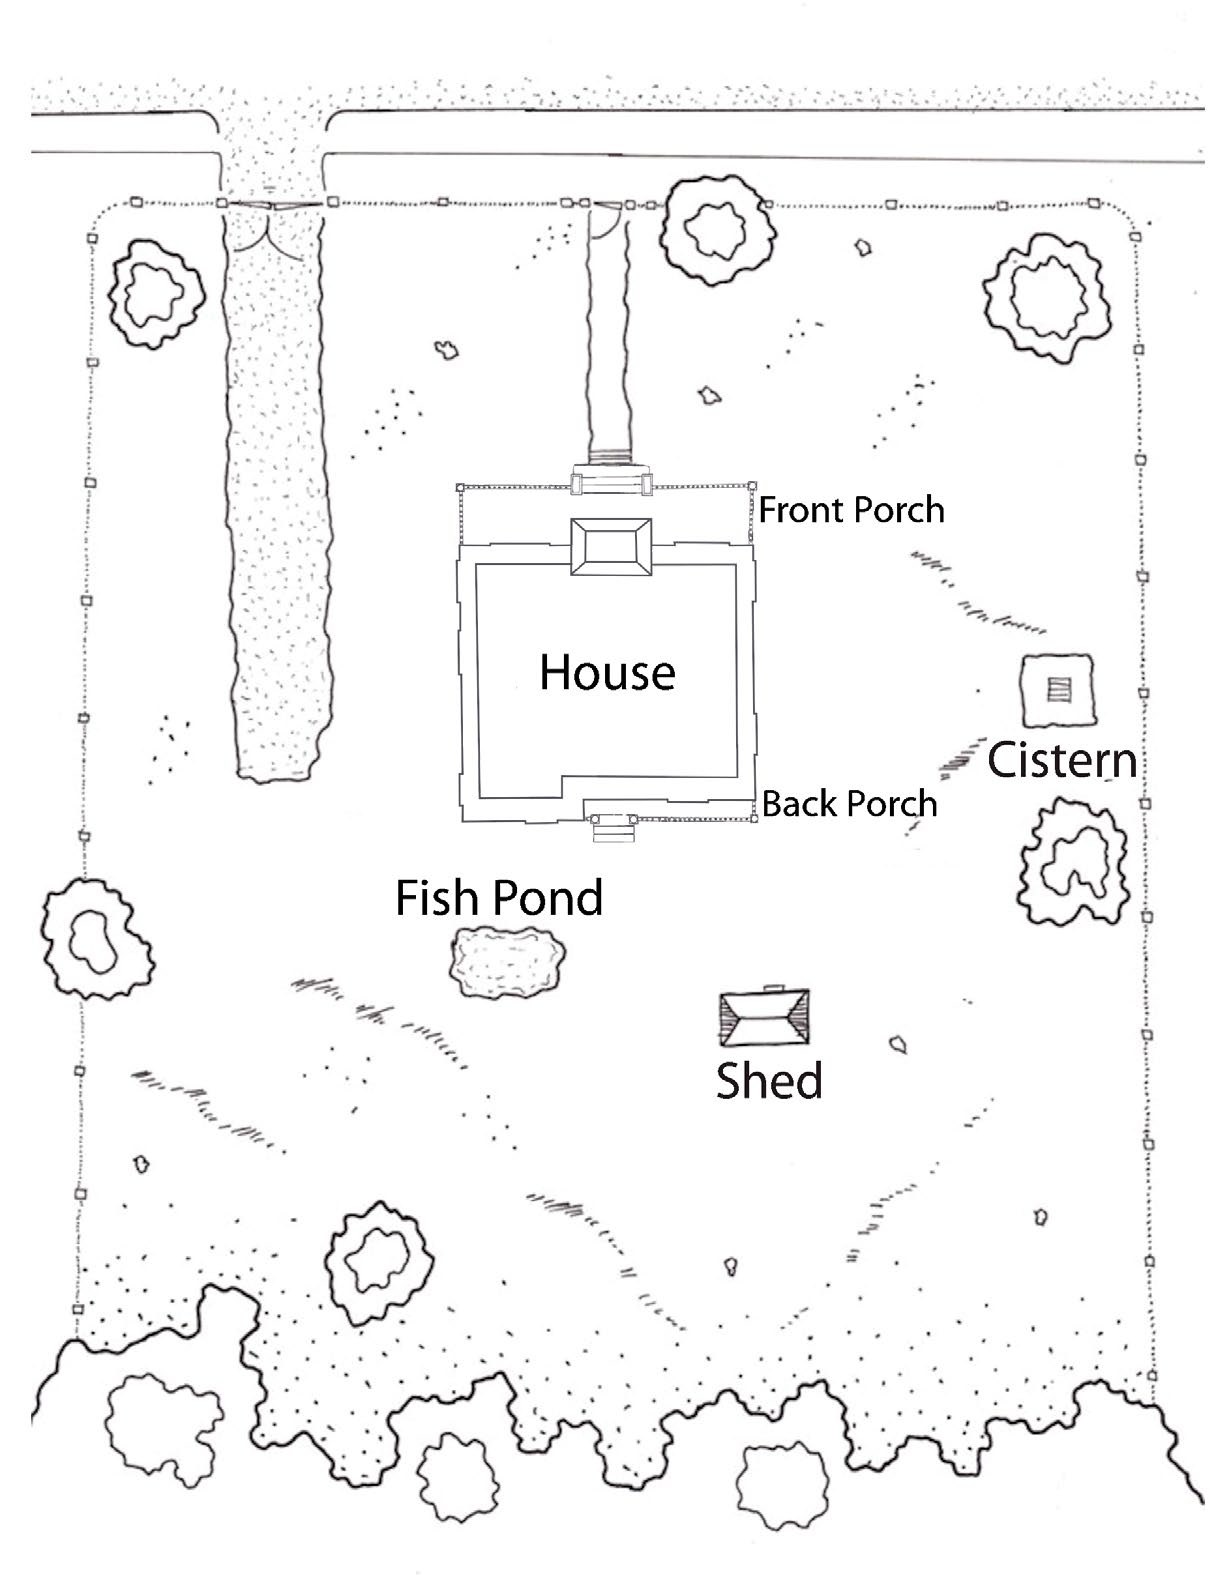 Front Porch
House
Cistern
Back Porch
Fish Pond
Shed